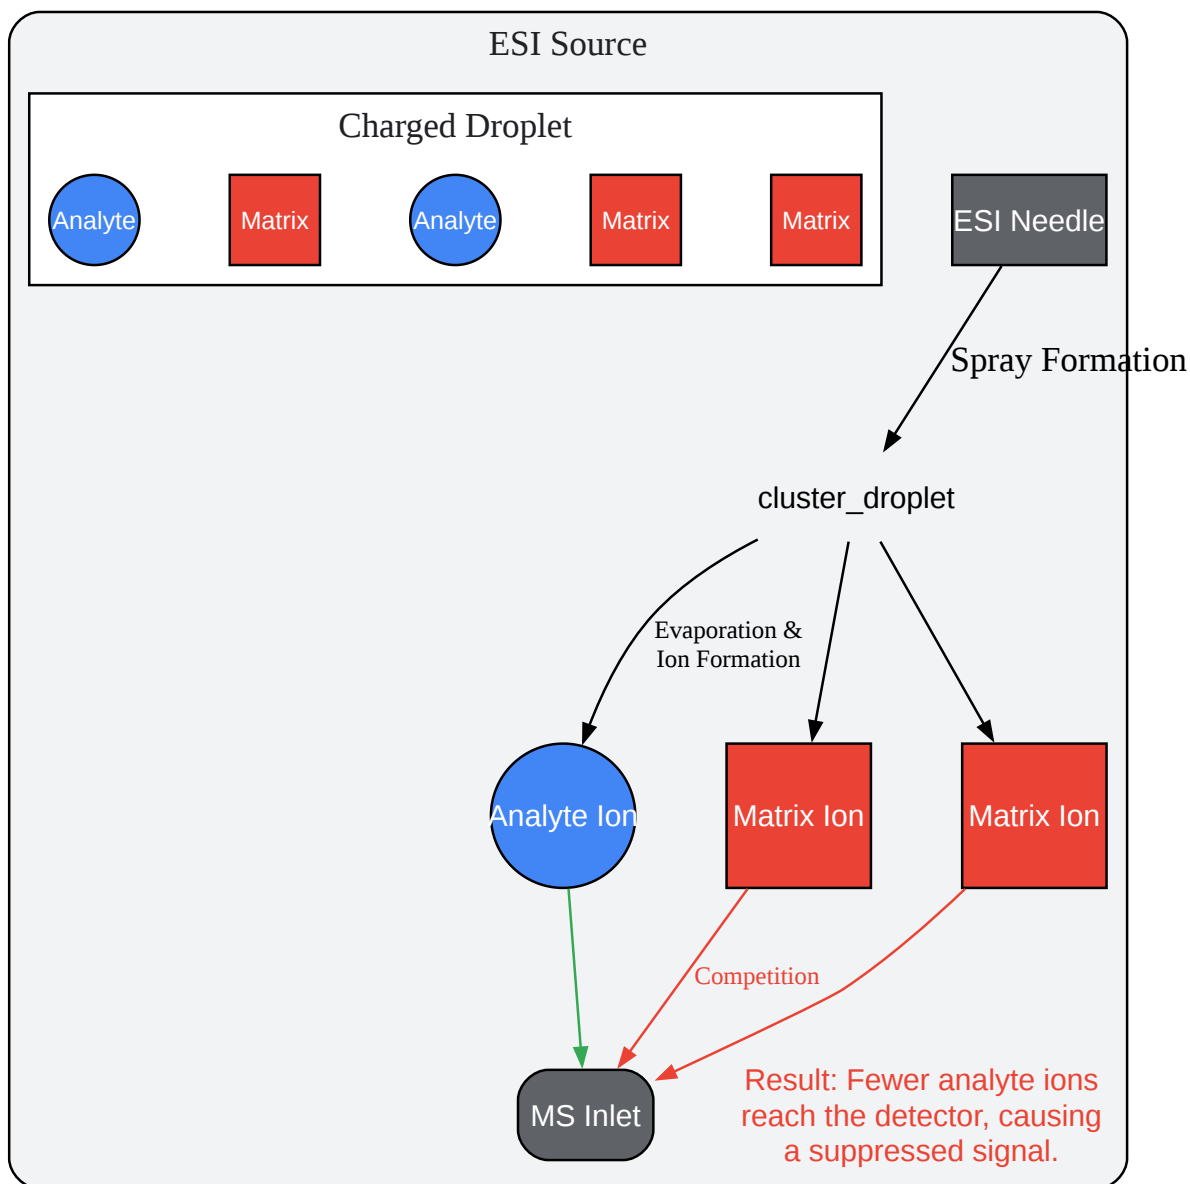 ESI Source
Charged Droplet
Analyte
Matrix
Analyte
Matrix
Matrix
ESI Needle
Spray Formation
cluster_droplet
Evaporation &
Ion Formation
Analyte Ion
Matrix Ion
Matrix Ion
Competition
MS Inlet
Result: Fewer analyte ions
reach the detector, causing
a suppressed signal.